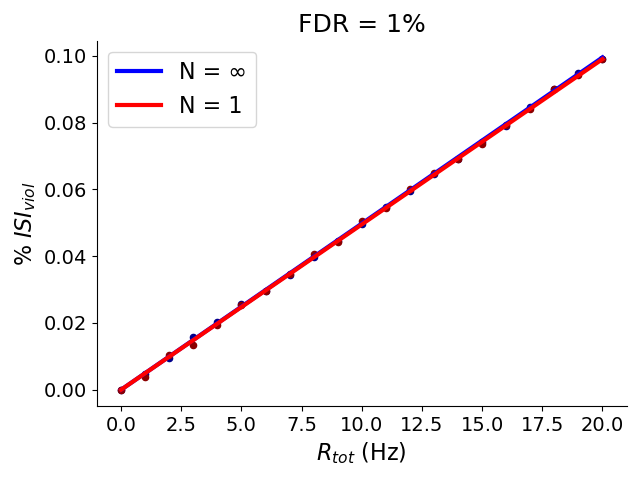 FDR = 1%
N = ∞
N = 1
0.10
0.08
0.06
0.04
0.02
0.00
% ISI_viol
0.0 2.5 5.0 7.5 10.0 12.5 15.0 17.5 20.0
R_tot (Hz)